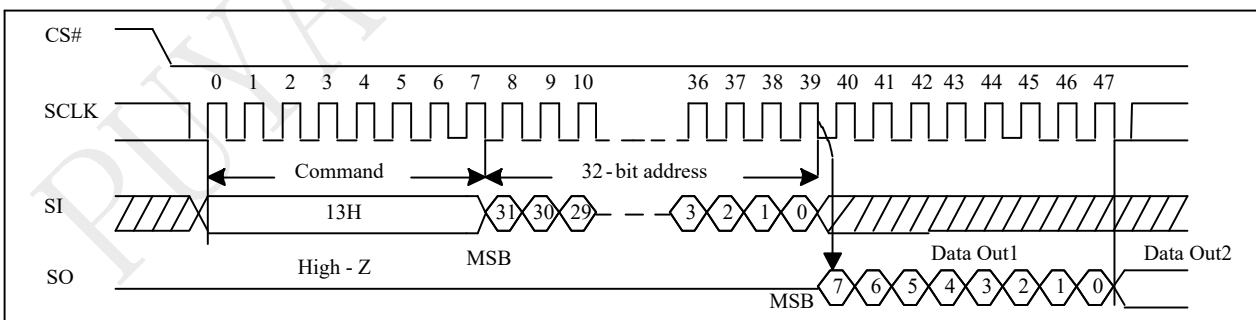 CS#
0 1 2 3 4 5 6 7 8 9 10 36 37 38 39 40 41 42 43 44 45 46 47
SCLK
Command 32-bit address
SI 13H 31 30 29 3 2 1 0
MSB Data Out1 Data Out2
High - Z
SO MSB 7 6 5 4 3 2 1 0
PUYA